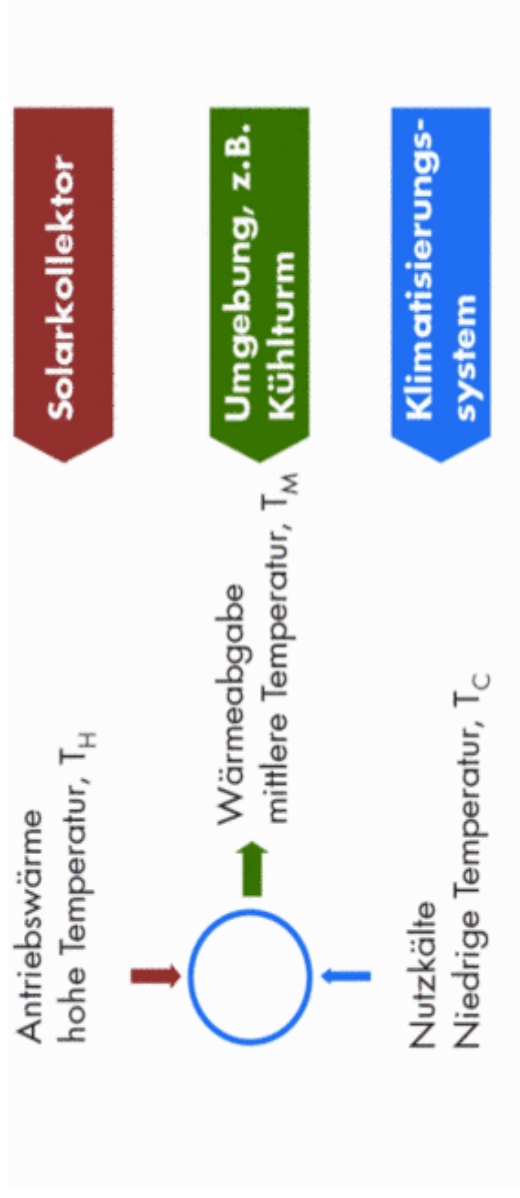 Antriebswärme
hohe Temperatur, T_H
Solarkollektor
Wärmeabgabe
mittlere Temperatur, T_M
Umgebung, z.B.
Kühlturm
Nutzkälte
Niedrige Temperatur, T_C
Klimatisierungs-
system